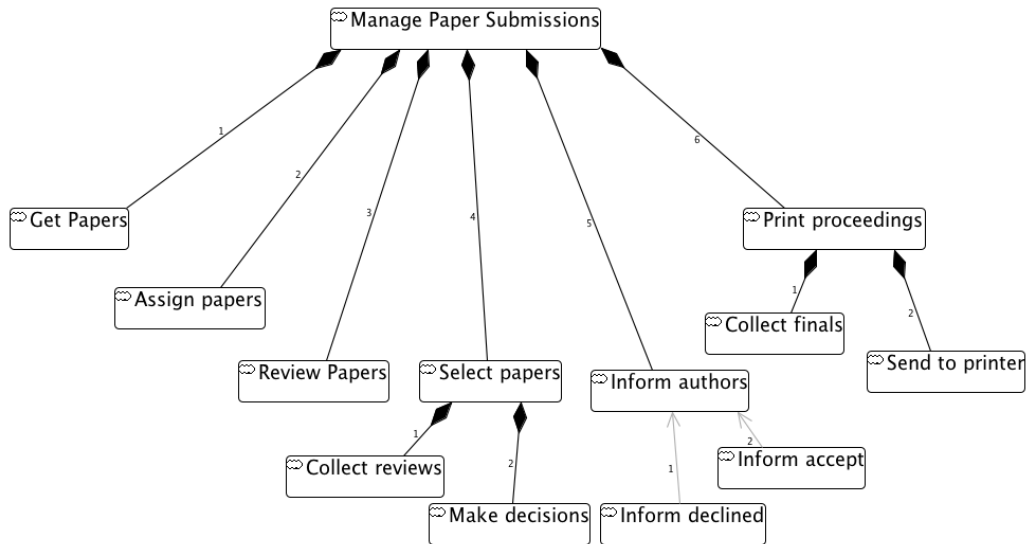 Manage Paper Submissions
1
2
3
4
5
6
Get Papers
Print proceedings
Assign papers
1
2
Collect finals
Review Papers
Select papers
Inform authors
Send to printer
1
2
1
2
Collect reviews
Inform accept
Make decisions
Inform declined